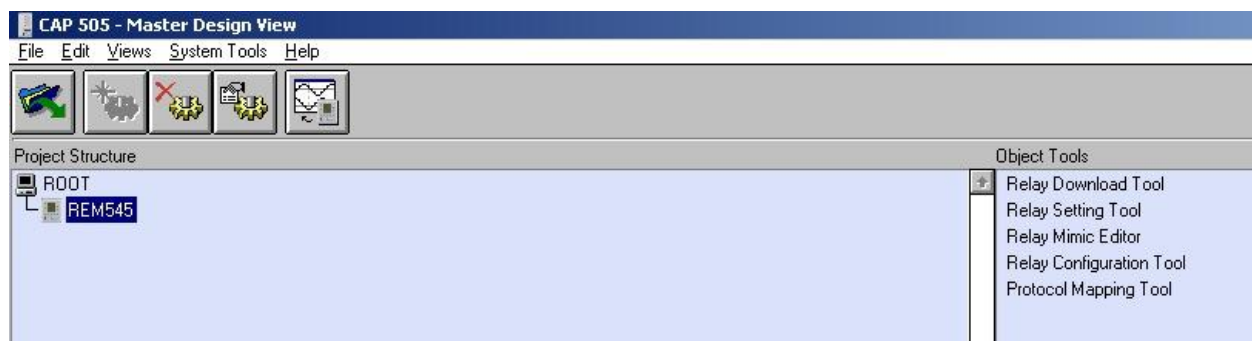 CAP 505 - Master Design View
File Edit Views System Tools Help
Project Structure
Object Tools
ROOT
REM545
Relay Download Tool
Relay Setting Tool
Relay Mimic Editor
Relay Configuration Tool
Protocol Mapping Tool